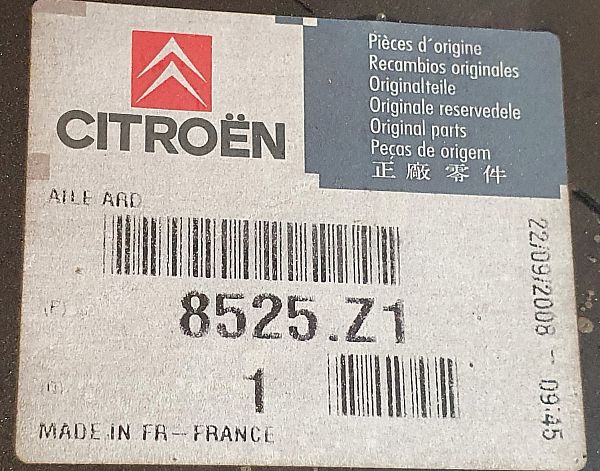 CITROËN
Pièces d'origine
Recambios originales
Originalteile
Originale reservedele
Original parts
Peças de origem
正廠零件
AILE ARD
(P) 8525.Z1
1
MADE IN FR-FRANCE
22/09/2008 - 09:45